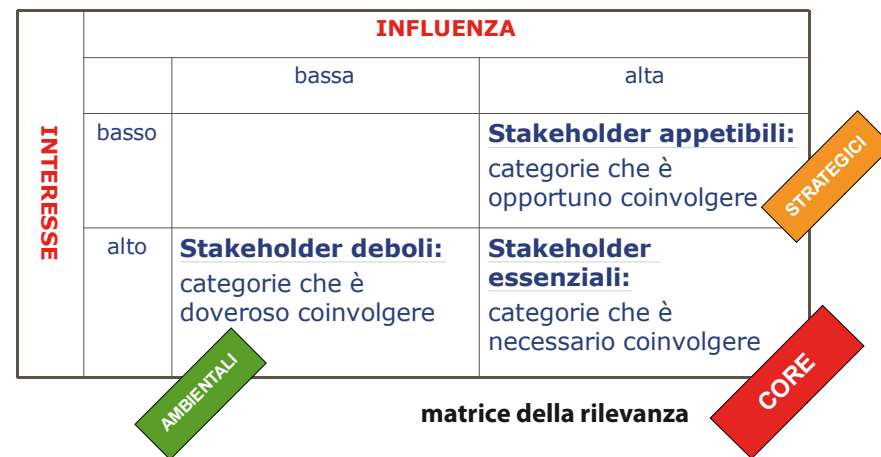 INFLUENZA
bassa
alta
INTERESSE
basso
Stakeholder appetibili:
categorie che è
opportuno coinvolgere
STRATEGICI
alto
Stakeholder deboli:
categorie che è
doveroso coinvolgere
AMBIENTALI
Stakeholder
essenziali:
categorie che è
necessario coinvolgere
CORE
matrice della rilevanza